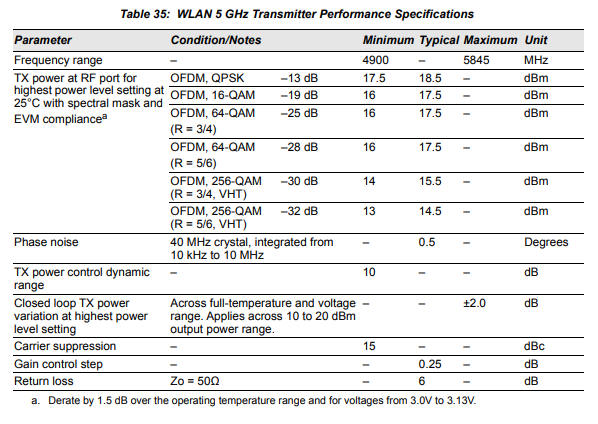 Table 35: WLAN 5 GHz Transmitter Performance Specifications
Parameter Condition/Notes Minimum Typical Maximum Unit
Frequency range – 4900 – 5845 MHz
TX power at RF port for OFDM, QPSK –13 dB 17.5 18.5 – dBm
highest power level setting at OFDM, 16-QAM –19 dB 16 17.5 – dBm
25°C with spectral mask and OFDM, 64-QAM –25 dB 16 17.5 – dBm
EVM compliancea (R = 3/4)
OFDM, 64-QAM –28 dB 16 17.5 – dBm
(R = 5/6)
OFDM, 256-QAM –30 dB 14 15.5 – dBm
(R = 3/4, VHT)
OFDM, 256-QAM –32 dB 13 14.5 – dBm
(R = 5/6, VHT)
Phase noise 40 MHz crystal, integrated from – 0.5 – Degrees
10 kHz to 10 MHz
TX power control dynamic – 10 – – dB
range
Closed loop TX power Across full-temperature and voltage – – ±2.0 dB
variation at highest power range. Applies across 10 to 20 dBm
level setting output power range.
Carrier suppression – 15 – – dBc
Gain control step – – 0.25 – dB
Return loss Zo = 50Ω – 6 – dB
a. Derate by 1.5 dB over the operating temperature range and for voltages from 3.0V to 3.13V.